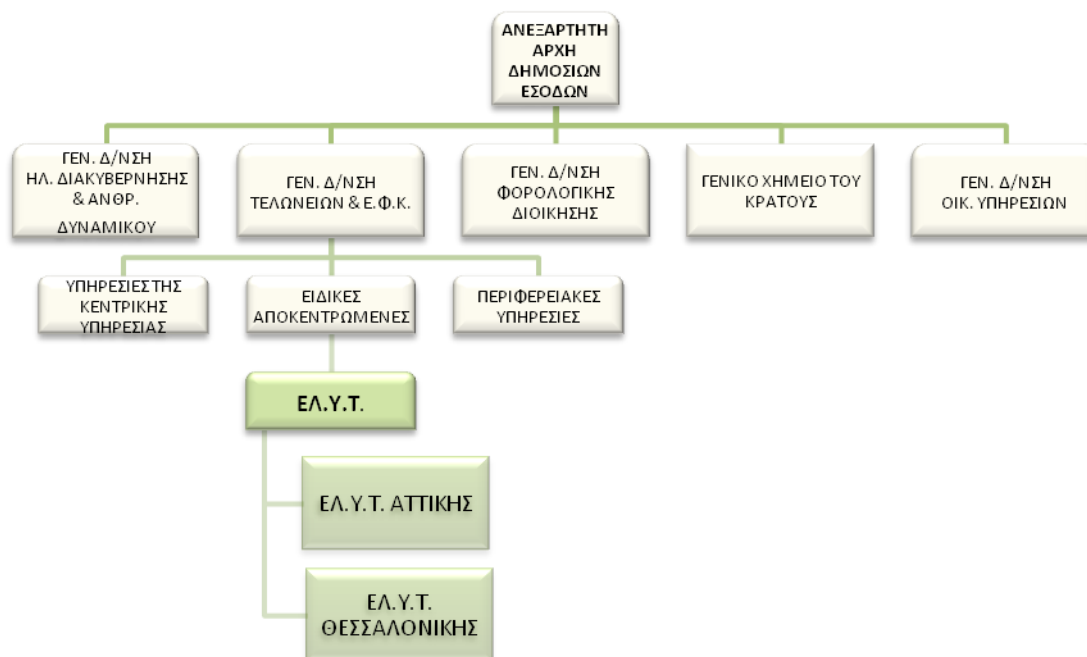 ΑΝΕΞΑΡΤΗΤΗ
ΑΡΧΗ
ΔΗΜΟΣΙΩΝ
ΕΣΟΔΩΝ
ΓΕΝ. Δ/ΝΣΗ
ΗΛ. ΔΙΑΚΥΒΕΡΝΗΣΗΣ
& ΑΝΘΡ.
ΔΥΝΑΜΙΚΟΥ
ΓΕΝ. Δ/ΝΣΗ
ΤΕΛΩΝΕΙΩΝ & Ε.Φ.Κ.
ΓΕΝ. Δ/ΝΣΗ
ΦΟΡΟΛΟΓΙΚΗΣ
ΔΙΟΙΚΗΣΗΣ
ΓΕΝΙΚΟ ΧΗΜΕΙΟ ΤΟΥ
ΚΡΑΤΟΥΣ
ΓΕΝ. Δ/ΝΣΗ
ΟΙΚ. ΥΠΗΡΕΣΙΩΝ
ΥΠΗΡΕΣΙΕΣ ΤΗΣ
ΚΕΝΤΡΙΚΗΣ
ΥΠΗΡΕΣΙΑΣ
ΕΙΔΙΚΕΣ
ΑΠΟΚΕΝΤΡΩΜΕΝΕΣ
ΠΕΡΙΦΕΡΕΙΑΚΕΣ
ΥΠΗΡΕΣΙΕΣ
ΕΛ.Υ.Τ.
ΕΛ.Υ.Τ. ΑΤΤΙΚΗΣ
ΕΛ.Υ.Τ.
ΘΕΣΣΑΛΟΝΙΚΗΣ